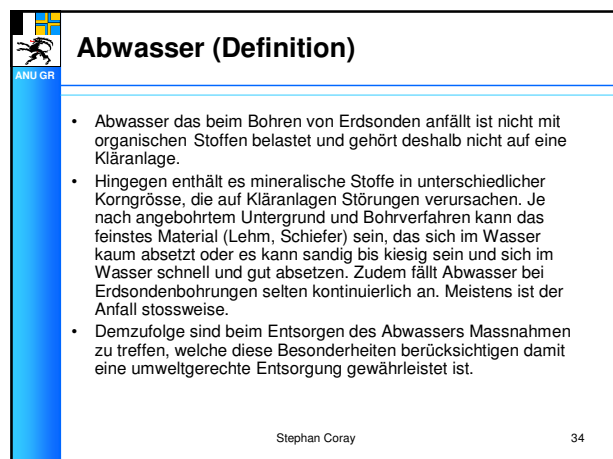 Abwasser (Definition)
ANU GR
• Abwasser das beim Bohren von Erdsonden anfällt ist nicht mit
organischen Stoffen belastet und gehört deshalb nicht auf eine
Kläranlage.
• Hingegen enthält es mineralische Stoffe in unterschiedlicher
Korngrösse, die auf Kläranlagen Störungen verursachen. Je
nach angebohrtem Untergrund und Bohrverfahren kann das
feinstes Material (Lehm, Schiefer) sein, das sich im Wasser
kaum absetzt oder es kann sandig bis kiesig sein und sich im
Wasser schnell und gut absetzen. Zudem fällt Abwasser bei
Erdsondenbohrungen selten kontinuierlich an. Meistens ist der
Anfall stossweise.
• Demzufolge sind beim Entsorgen des Abwassers Massnahmen
zu treffen, welche diese Besonderheiten berücksichtigen damit
eine umweltgerechte Entsorgung gewährleistet ist.
Stephan Coray 34